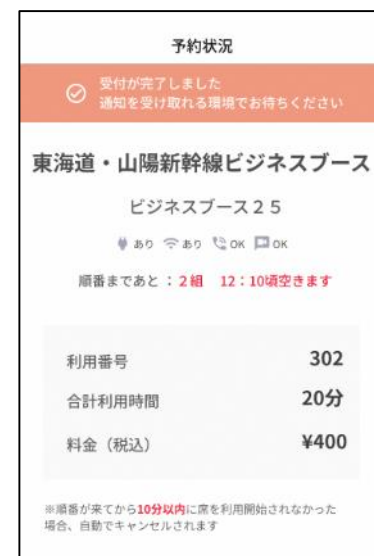 予約状況
受付が完了しました
通知を受け取れる環境でお待ちください
東海道・山陽新幹線ビジネスブース
ビジネスブース２５
あり あり OK OK
順番まであと：２組 12：10頃空きます
利用番号 302
合計利用時間 20分
料金（税込） ¥400
※順番が来てから10分以内に席を利用開始されなかった
場合、自動でキャンセルされます